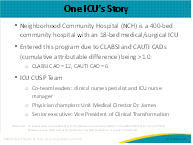 One ICU's Story
• Neighborhood Community Hospital (NCH) is a 400-bed
community hospital with an 18-bed medical/surgical ICU
• Entered this program due to CLABSI and CAUTI CADs
(cumulative attributable difference) being >1.0
○ CLABSI CAD = 12, CAUTI CAD = 6
• ICU CUSP Team
○ Co-team leaders: clinical nurse specialist and ICU nurse
manager
○ Physician champion: Unit Medical Director Dr. James
○ Senior executive: Vice President of Clinical Transformation